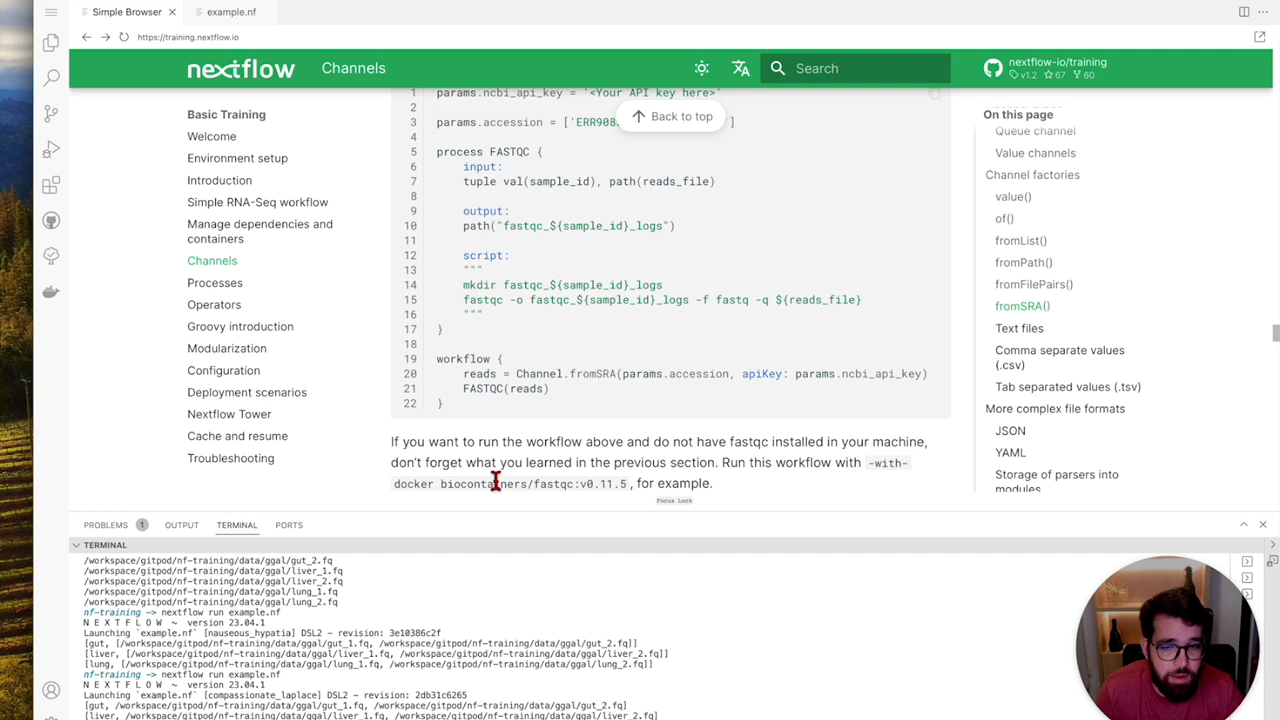 Simple Browser
example.nf
https://training.nextflow.io
nextflow
Channels
Search
nextflow-io/training
v1.2 67 60
Basic Training
Welcome
Environment setup
Introduction
Simple RNA-Seq workflow
Manage dependencies and
containers
Channels
Processes
Operators
Groovy introduction
Modularization
Configuration
Deployment scenarios
Nextflow Tower
Cache and resume
Troubleshooting
Back to top
1 params.ncbi_api_key = '<Your API key here>'
2
3 params.accession = ['ERR908 ]
4
5 process FASTQC {
6 input:
7 tuple val(sample_id), path(reads_file)
8
9 output:
10 path("fastqc_${sample_id}_logs")
11
12 script:
13 """
14 mkdir fastqc_${sample_id}_logs
15 fastqc -o fastqc_${sample_id}_logs -f fastq -q ${reads_file}
16 """
17 }
18
19 workflow {
20 reads = Channel.fromSRA(params.accession, apiKey: params.ncbi_api_key)
21 FASTQC(reads)
22 }
If you want to run the workflow above and do not have fastqc installed in your machine,
don't forget what you learned in the previous section. Run this workflow with -with-
docker biocontainers/fastqc:v0.11.5, for example.
Focus Lock
On this page
Queue channel
Value channels
Channel factories
value()
of()
fromList()
fromPath()
fromFilePairs()
fromSRA()
Text files
Comma separate values
(.csv)
Tab separated values (.tsv)
More complex file formats
JSON
YAML
Storage of parsers into
modules
PROBLEMS 1 OUTPUT TERMINAL PORTS
TERMINAL
/workspace/gitpod/nf-training/data/ggal/gut_2.fq
/workspace/gitpod/nf-training/data/ggal/liver_1.fq
/workspace/gitpod/nf-training/data/ggal/liver_2.fq
/workspace/gitpod/nf-training/data/ggal/lung_1.fq
/workspace/gitpod/nf-training/data/ggal/lung_2.fq
nf-training -> nextflow run example.nf
N E X T F L O W ~ version 23.04.1
Launching `example.nf` [nauseous_hypatia] DSL2 - revision: 3e10386c2f
[gut, [/workspace/gitpod/nf-training/data/ggal/gut_1.fq, /workspace/gitpod/nf-training/data/ggal/gut_2.fq]]
[liver, [/workspace/gitpod/nf-training/data/ggal/liver_1.fq, /workspace/gitpod/nf-training/data/ggal/liver_2.fq]]
[lung, [/workspace/gitpod/nf-training/data/ggal/lung_1.fq, /workspace/gitpod/nf-training/data/ggal/lung_2.fq]]
nf-training -> nextflow run example.nf
N E X T F L O W ~ version 23.04.1
Launching `example.nf` [compassionate_laplace] DSL2 - revision: 2db31c6265
[gut, /workspace/gitpod/nf-training/data/ggal/gut_1.fq, /workspace/gitpod/nf-training/data/ggal/gut_2.fq]
[liver, /workspace/gitpod/nf-training/data/ggal/liver_1.fq, /workspace/gitpod/nf-training/data/ggal/liver_2.fq]